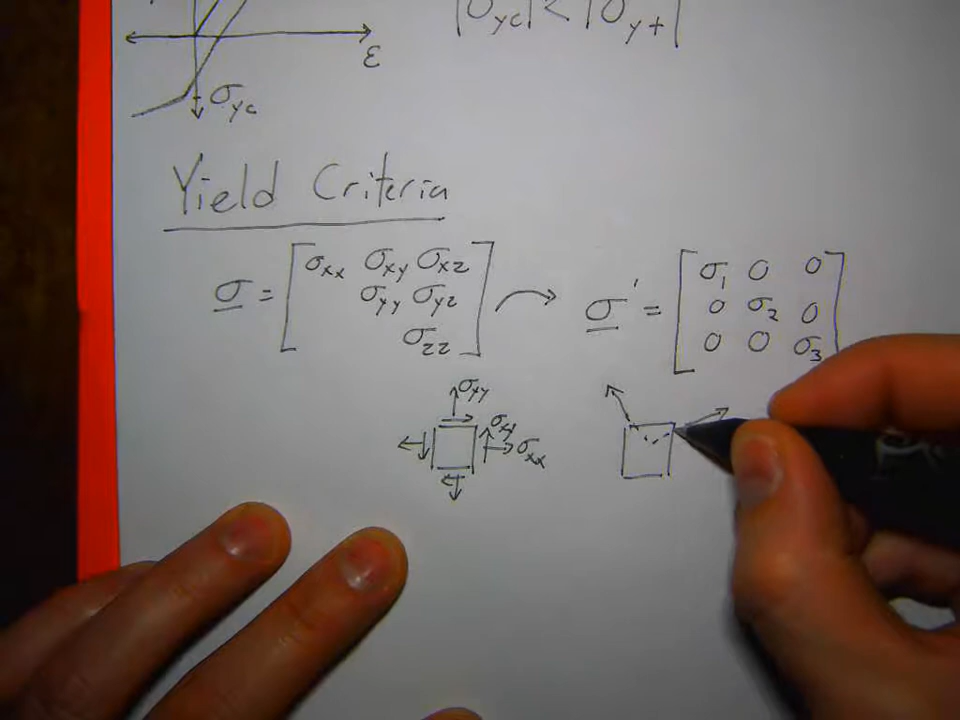 |σyc| < |σy+|
ε
σyc
Yield Criteria
σ = [σxx σxy σxz
σyy σyz
σzz]
σ' = [σ1 0 0
0 σ2 0
0 0 σ3]
σyy
σxy
σxx